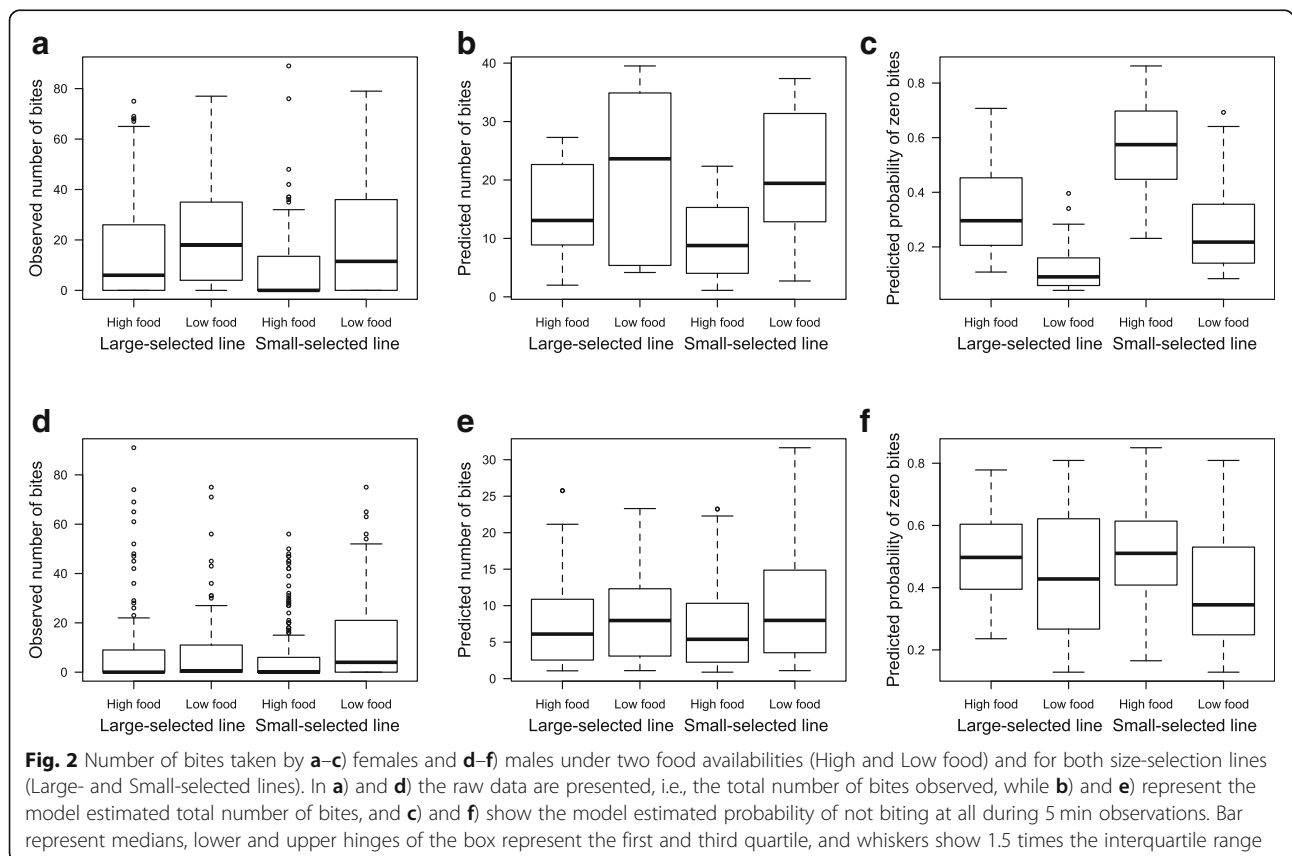 a
b
c
Observed number of bites
80
60
40
20
0
High food Low food High food Low food
Large-selected line Small-selected line
Predicted number of bites
40
30
20
10
0
High food Low food High food Low food
Large-selected line Small-selected line
Predicted probability of zero bites
0.8
0.6
0.4
0.2
High food Low food High food Low food
Large-selected line Small-selected line
d
e
f
Observed number of bites
80
60
40
20
0
High food Low food High food Low food
Large-selected line Small-selected line
Predicted number of bites
30
25
20
15
10
5
0
High food Low food High food Low food
Large-selected line Small-selected line
Predicted probability of zero bites
0.8
0.6
0.4
0.2
High food Low food High food Low food
Large-selected line Small-selected line
Fig. 2 Number of bites taken by a–c) females and d–f) males under two food availabilities (High and Low food) and for both size-selection lines
(Large- and Small-selected lines). In a) and d) the raw data are presented, i.e., the total number of bites observed, while b) and e) represent the
model estimated total number of bites, and c) and f) show the model estimated probability of not biting at all during 5 min observations. Bar
represent medians, lower and upper hinges of the box represent the first and third quartile, and whiskers show 1.5 times the interquartile range